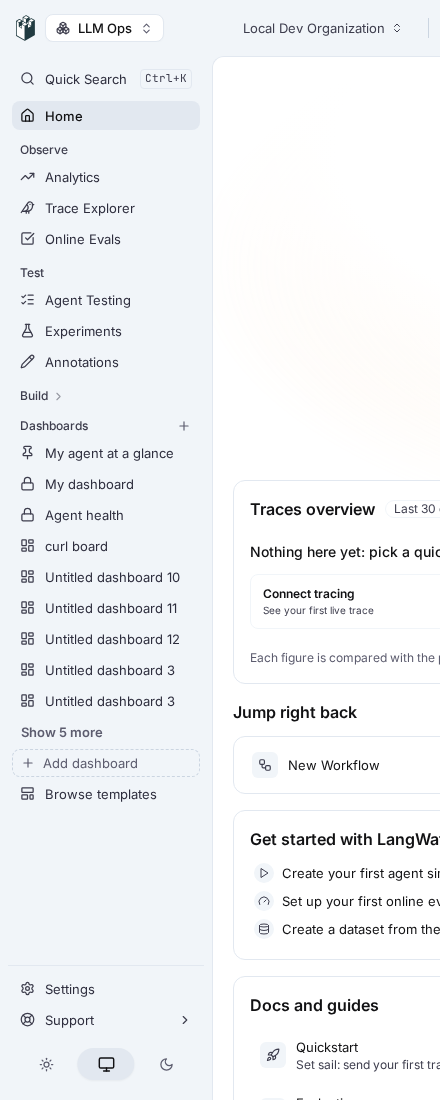 LLM Ops
Local Dev Organization
Quick Search Ctrl+K
Home
Observe
Analytics
Trace Explorer
Online Evals
Test
Agent Testing
Experiments
Annotations
Build
Dashboards
My agent at a glance
My dashboard
Agent health
curl board
Untitled dashboard 10
Untitled dashboard 11
Untitled dashboard 12
Untitled dashboard 3
Untitled dashboard 3
Show 5 more
Add dashboard
Browse templates
Settings
Support
Traces overview Last 30
Nothing here yet: pick a
Connect tracing
See your first live trace
Each figure is compared with the
Jump right back
New Workflow
Get started with
Create your first agent
Set up your first online
Create a dataset from the
Docs and guides
Quickstart
Set sail: send your first